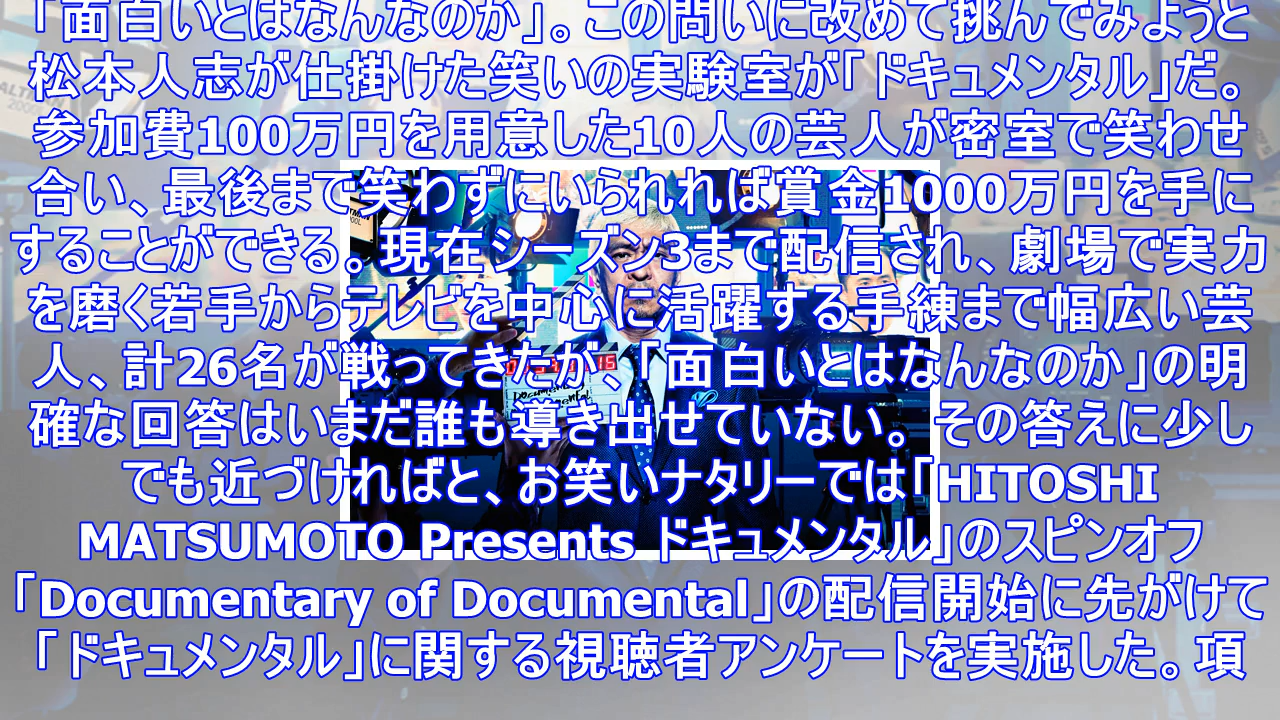 「面白いとはなんなのか」。この問いに改めて挑んでみようと
松本人志が仕掛けた笑いの実験室が「ドキュメンタル」だ。
参加費100万円を用意した10人の芸人が密室で笑わせ
合い、最後まで笑わずにいられれば賞金1000万円を手に
することができる。現在シーズン3まで配信され、劇場で実力
を磨く若手からテレビを中心に活躍する手練まで幅広い芸
人、計26名が戦ってきたが、「面白いとはなんなのか」の明
確な回答はいまだ誰も導き出せていない。その答えに少し
でも近づければと、お笑いナタリーでは「HITOSHI
MATSUMOTO Presents ドキュメンタル」のスピンオフ
「Documentary of Documental」の配信開始に先がけて
「ドキュメンタル」に関する視聴者アンケートを実施した。項